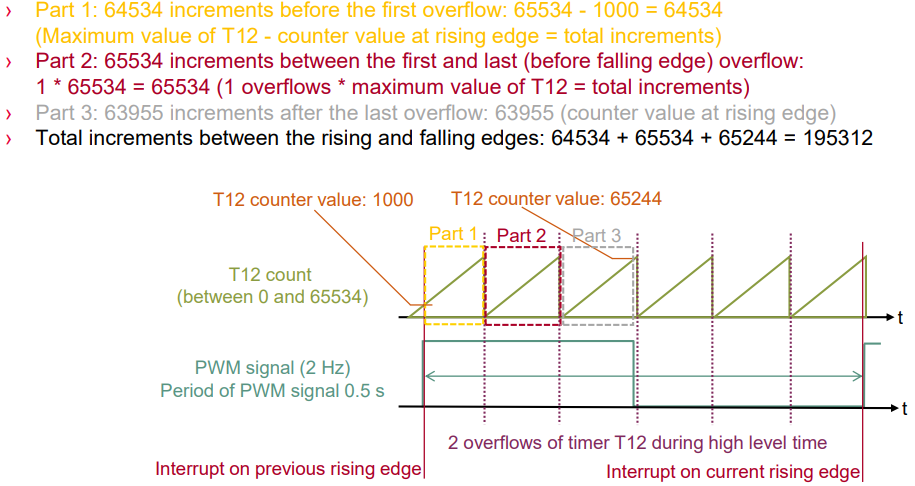 › Part 1: 64534 increments before the first overflow: 65534 - 1000 = 64534
(Maximum value of T12 - counter value at rising edge = total increments)
› Part 2: 65534 increments between the first and last (before falling edge) overflow:
1 * 65534 = 65534 (1 overflows * maximum value of T12 = total increments)
› Part 3: 63955 increments after the last overflow: 63955 (counter value at rising edge)
› Total increments between the rising and falling edges: 64534 + 65534 + 65244 = 195312
T12 counter value: 1000
T12 counter value: 65244
Part 1
Part 2
Part 3
T12 count
(between 0 and 65534)
t
PWM signal (2 Hz)
Period of PWM signal 0.5 s
t
2 overflows of timer T12 during high level time
Interrupt on previous rising edge
Interrupt on current rising edge